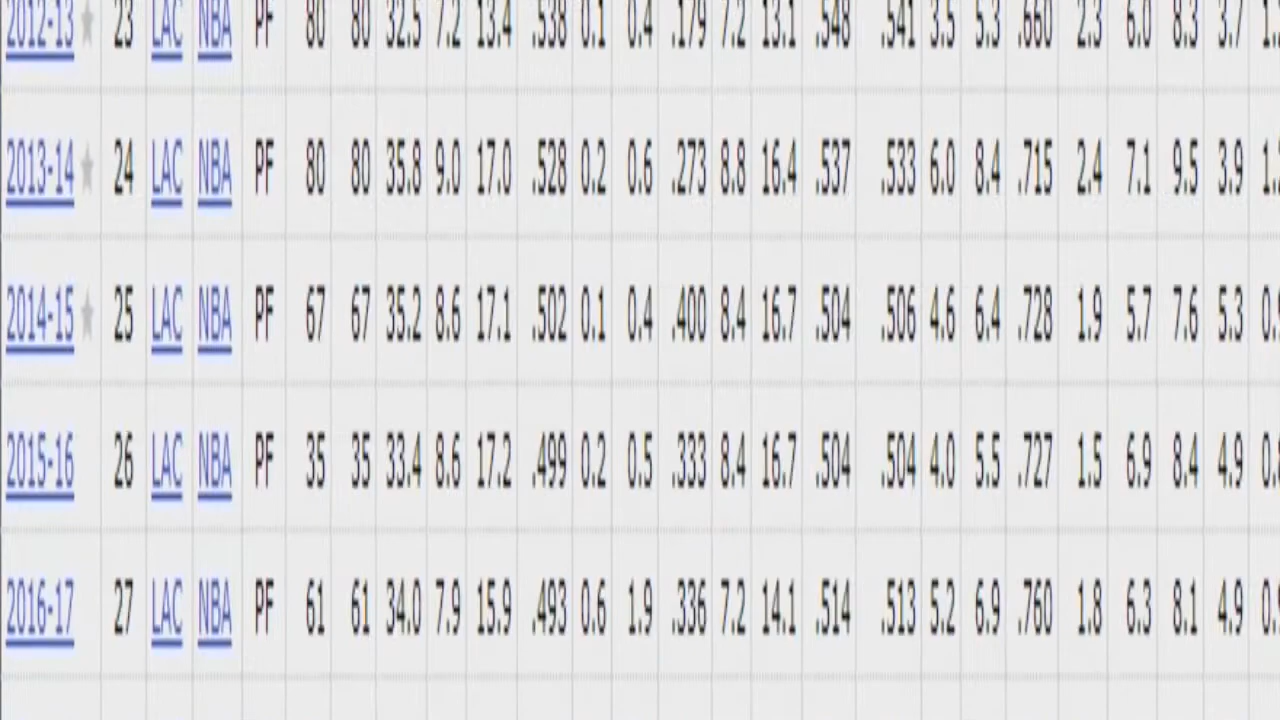 2012-13 ★ 23 LAC NBA PF 80 80 32.5 7.2 13.4 .538 0.1 0.4 .179 7.2 13.1 .548 .541 3.5 5.3 .660 2.3 6.0 8.3 3.7
2013-14 ★ 24 LAC NBA PF 80 80 35.8 9.0 17.0 .528 0.2 0.6 .273 8.8 16.4 .537 .533 6.0 8.4 .715 2.4 7.1 9.5 3.9
2014-15 ★ 25 LAC NBA PF 67 67 35.2 8.6 17.1 .502 0.1 0.4 .400 8.4 16.7 .504 .506 4.6 6.4 .728 1.9 5.7 7.6 5.3
2015-16 26 LAC NBA PF 35 35 33.4 8.6 17.2 .499 0.2 0.5 .333 8.4 16.7 .504 .504 4.0 5.5 .727 1.5 6.9 8.4 4.9
2016-17 27 LAC NBA PF 61 61 34.0 7.9 15.9 .493 0.6 1.9 .336 7.2 14.1 .514 .513 5.2 6.9 .760 1.8 6.3 8.1 4.9